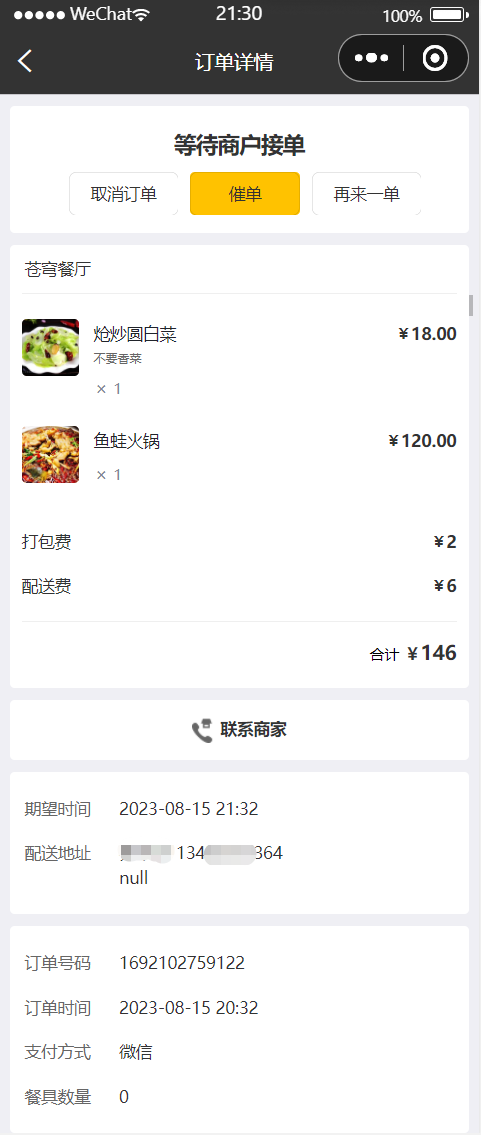 WeChat 21:30 100%
订单详情
等待商户接单
取消订单 催单 再来一单
苍穹餐厅
炝炒圆白菜 ￥18.00
不要香菜
× 1
鱼蛙火锅 ￥120.00
× 1
打包费 ￥2
配送费 ￥6
合计 ￥146
联系商家
期望时间 2023-08-15 21:32
配送地址 134 364
null
订单号码 1692102759122
订单时间 2023-08-15 20:32
支付方式 微信
餐具数量 0